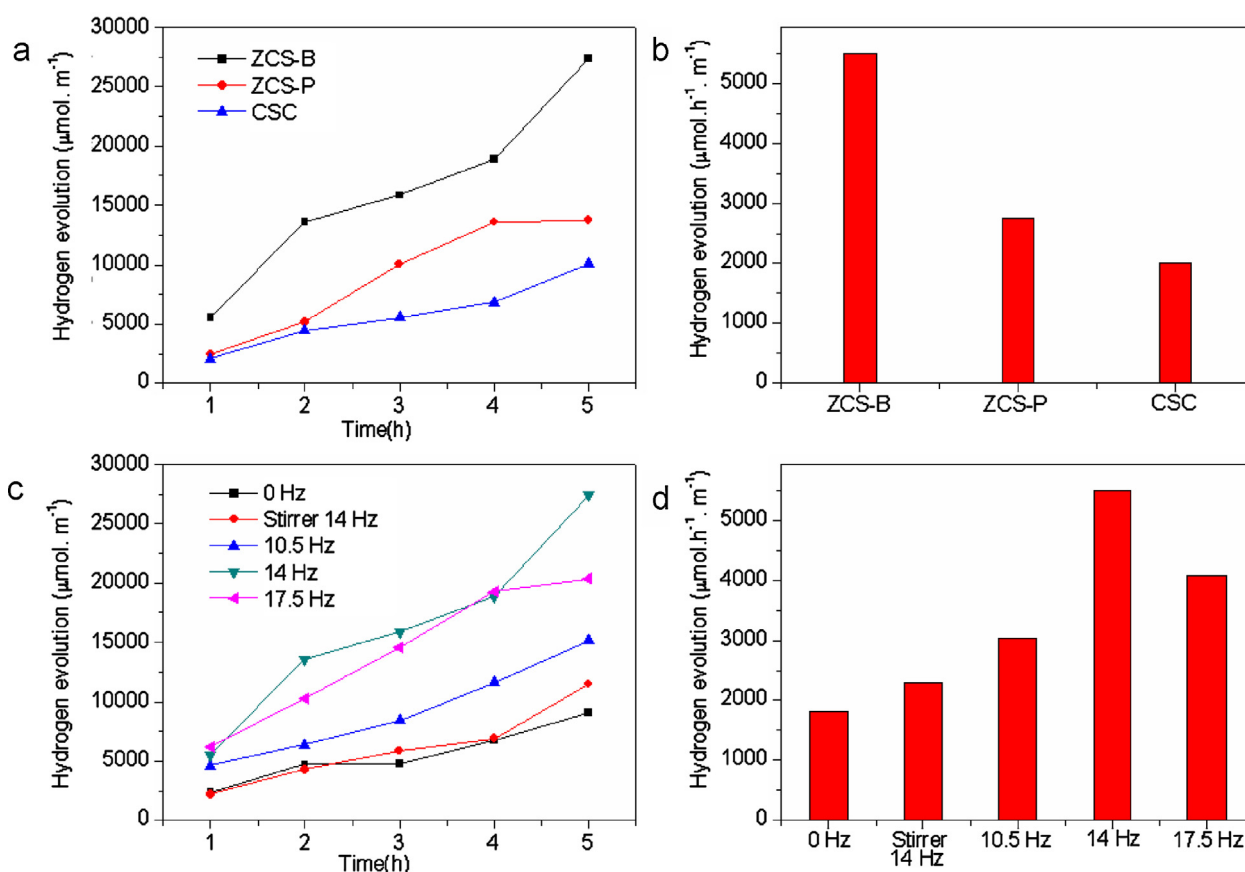 a
Hydrogen evolution (μmol. m⁻¹)
30000
25000
20000
15000
10000
5000
0
ZCS-B
ZCS-P
CSC
1 2 3 4 5
Time(h)
b
Hydrogen evolution (μmol.h⁻¹. m⁻¹)
5000
4000
3000
2000
1000
0
ZCS-B ZCS-P CSC
c
Hydrogen evolution (μmol. m⁻¹)
30000
25000
20000
15000
10000
5000
0
0 Hz
Stirrer 14 Hz
10.5 Hz
14 Hz
17.5 Hz
1 2 3 4 5
Time(h)
d
Hydrogen evolution (μmol.h⁻¹. m⁻¹)
5000
4000
3000
2000
1000
0
0 Hz Stirrer 10.5 Hz 14 Hz 17.5 Hz
14 Hz